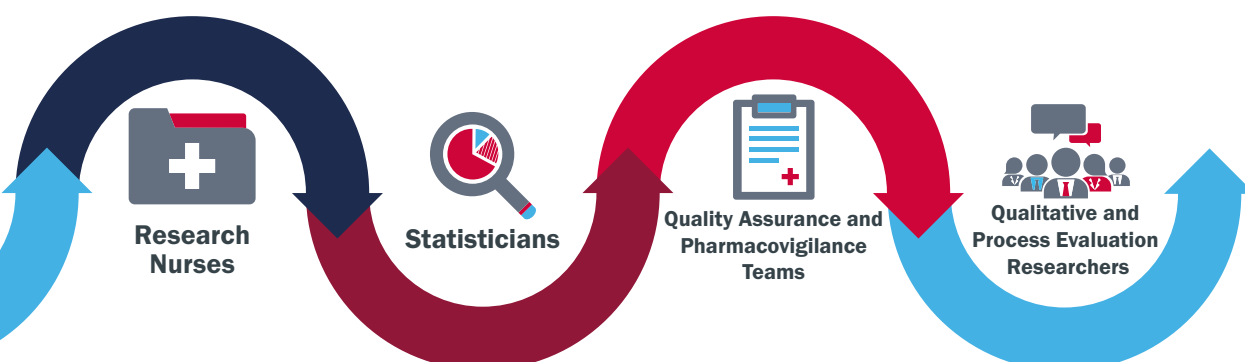 Research
Nurses
Statisticians
Quality Assurance and
Pharmacovigilance
Teams
Qualitative and
Process Evaluation
Researchers